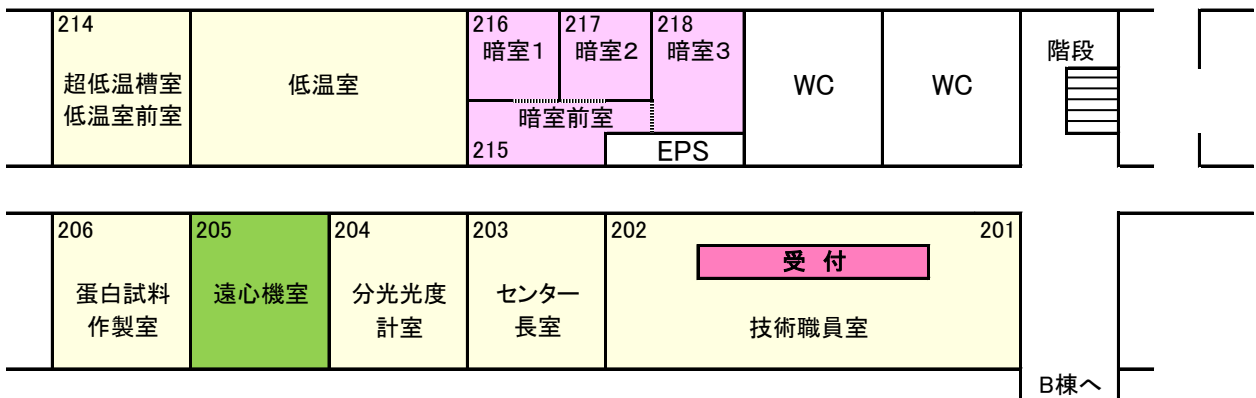 214
超低温槽室
低温室前室
低温室
216
暗室1
217
暗室2
218
暗室3
暗室前室
215
EPS
WC
WC
階段
206
蛋白試料
作製室
205
遠心機室
204
分光光度
計室
203
センター
長室
202
201
受 付
技術職員室
B棟へ